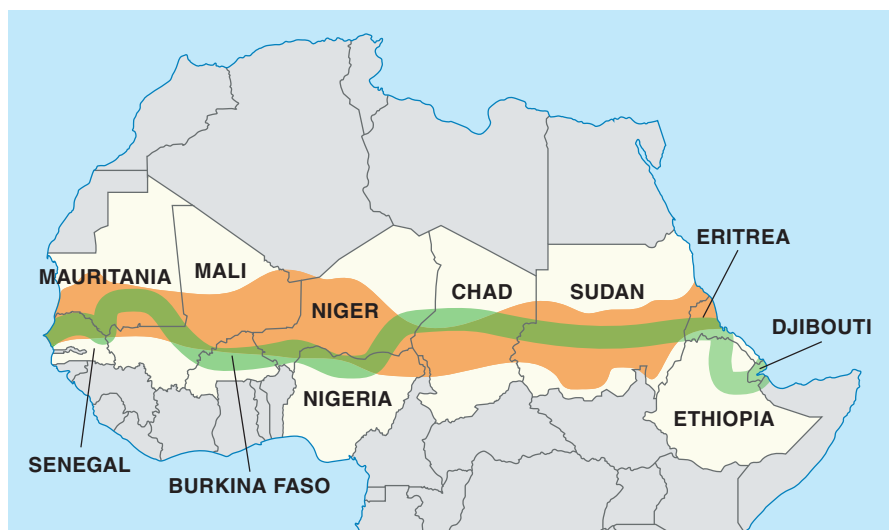 ERITREA
MALI
MAURITANIA
NIGER
CHAD
SUDAN
DJIBOUTI
NIGERIA
ETHIOPIA
SENEGAL
BURKINA FASO